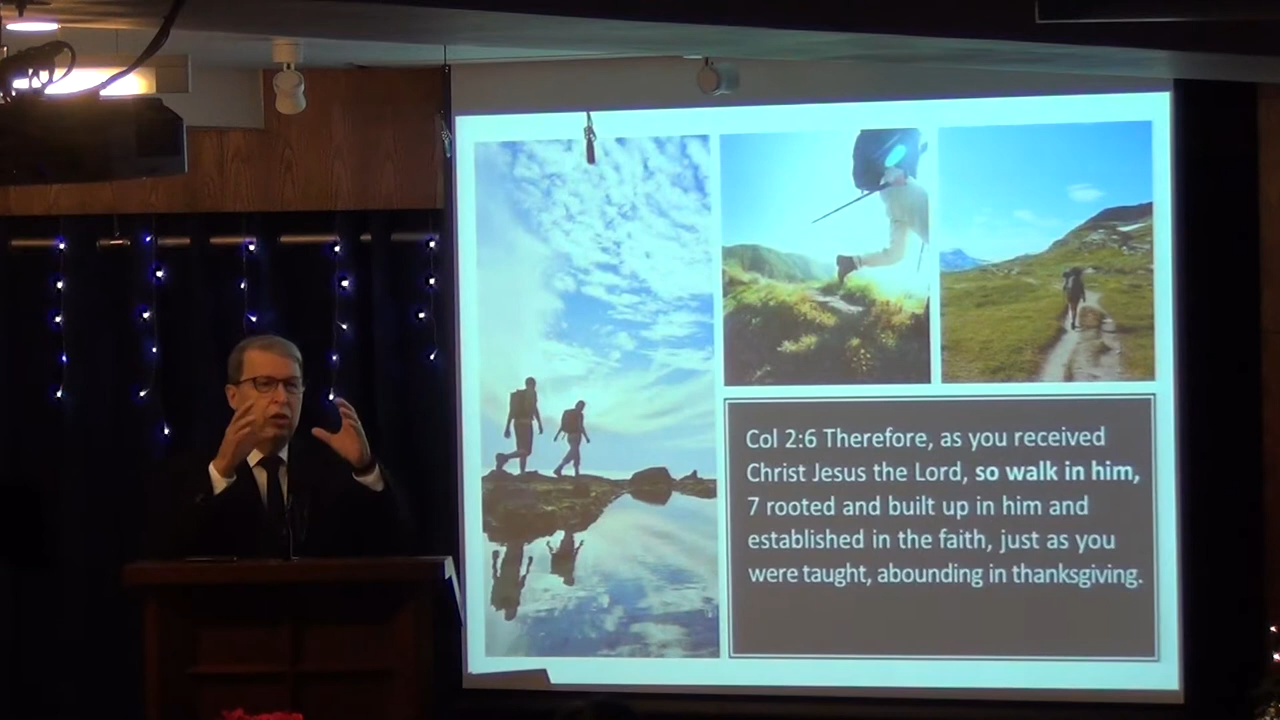 Col 2:6 Therefore, as you received
Christ Jesus the Lord, so walk in him,
7 rooted and built up in him and
established in the faith, just as you
were taught, abounding in thanksgiving.